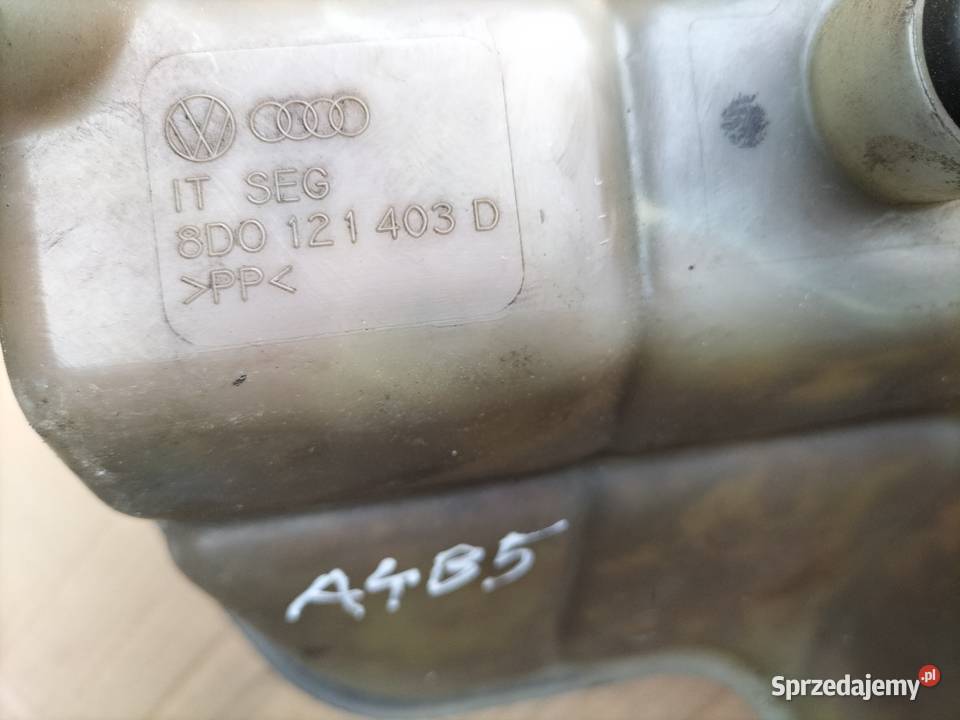 IT SEG
8D0 121 403 D
>PP<
A4B5
Sprzedajemy.pl